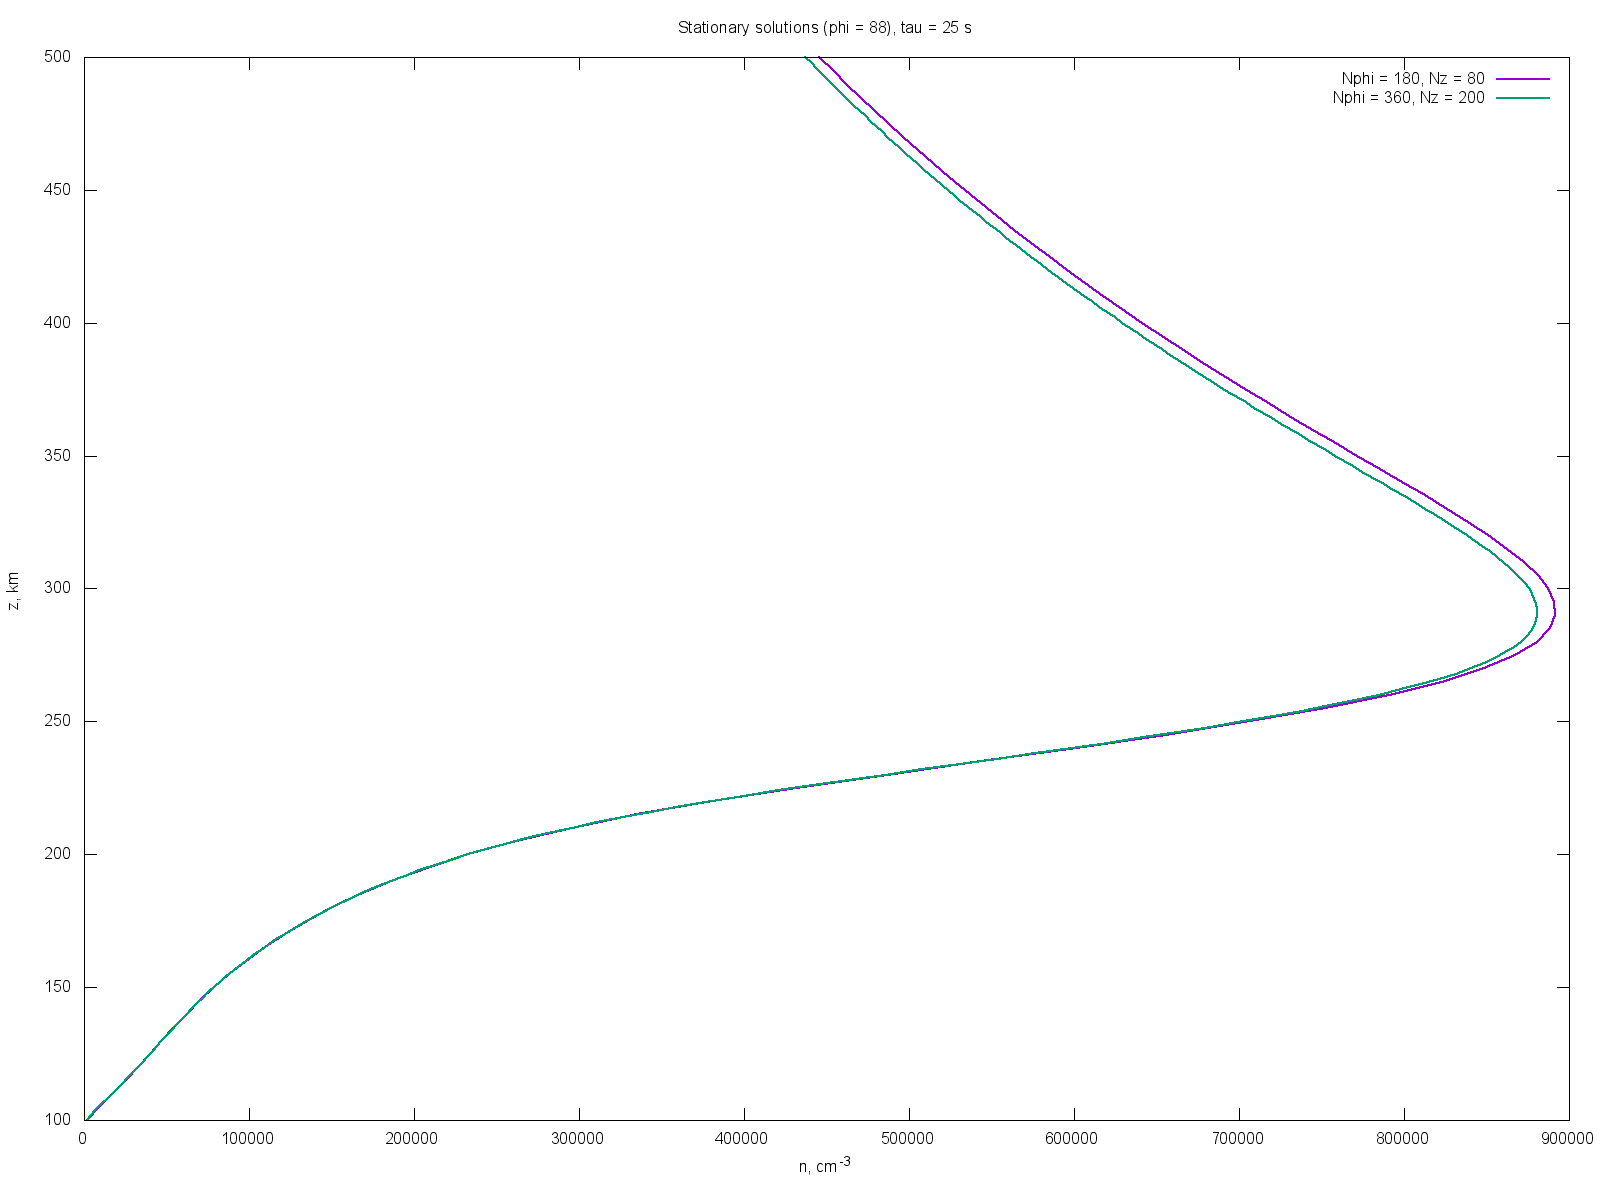 Stationary solutions (phi = 88), tau = 25 s
Nphi = 180, Nz = 80
Nphi = 360, Nz = 200
500
450
400
350
300
250
200
150
100
z, km
0 100000 200000 300000 400000 500000 600000 700000 800000 900000
n, cm-3